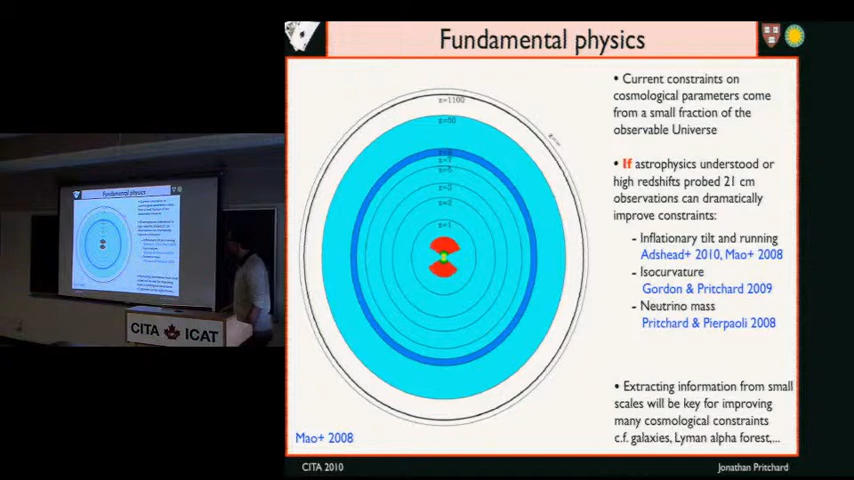 Fundamental physics
z=1100
z=50
z=7
z=3
z=2
z=1
• Current constraints on
cosmological parameters come
from a small fraction of the
observable Universe
• If astrophysics understood or
high redshifts probed 21 cm
observations can dramatically
improve constraints:
- Inflationary tilt and running
Adshead+ 2010, Mao+ 2008
- Isocurvature
Gordon & Pritchard 2009
- Neutrino mass
Pritchard & Pierpaoli 2008
• Extracting information from small
scales will be key for improving
many cosmological constraints
c.f. galaxies, Lyman alpha forest,...
Mao+ 2008
CITA 2010
Jonathan Pritchard
Fundamental physics
CITA ICAT